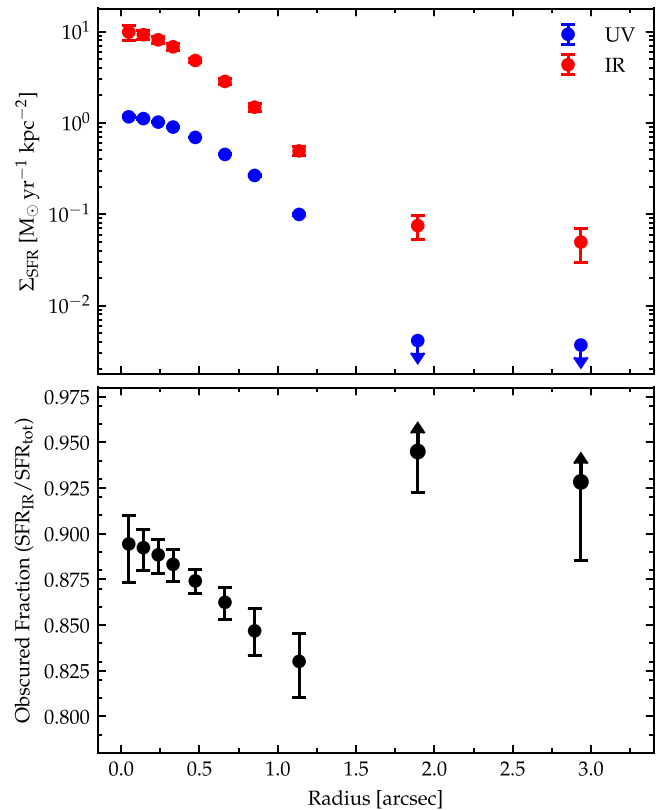 UV
IR
Σ_SFR [M_⊙ yr⁻¹ kpc⁻²]
10¹
10⁰
10⁻¹
10⁻²
Obscured Fraction (SFR_IR/SFR_tot)
0.975
0.950
0.925
0.900
0.875
0.850
0.825
0.800
0.0 0.5 1.0 1.5 2.0 2.5 3.0
Radius [arcsec]